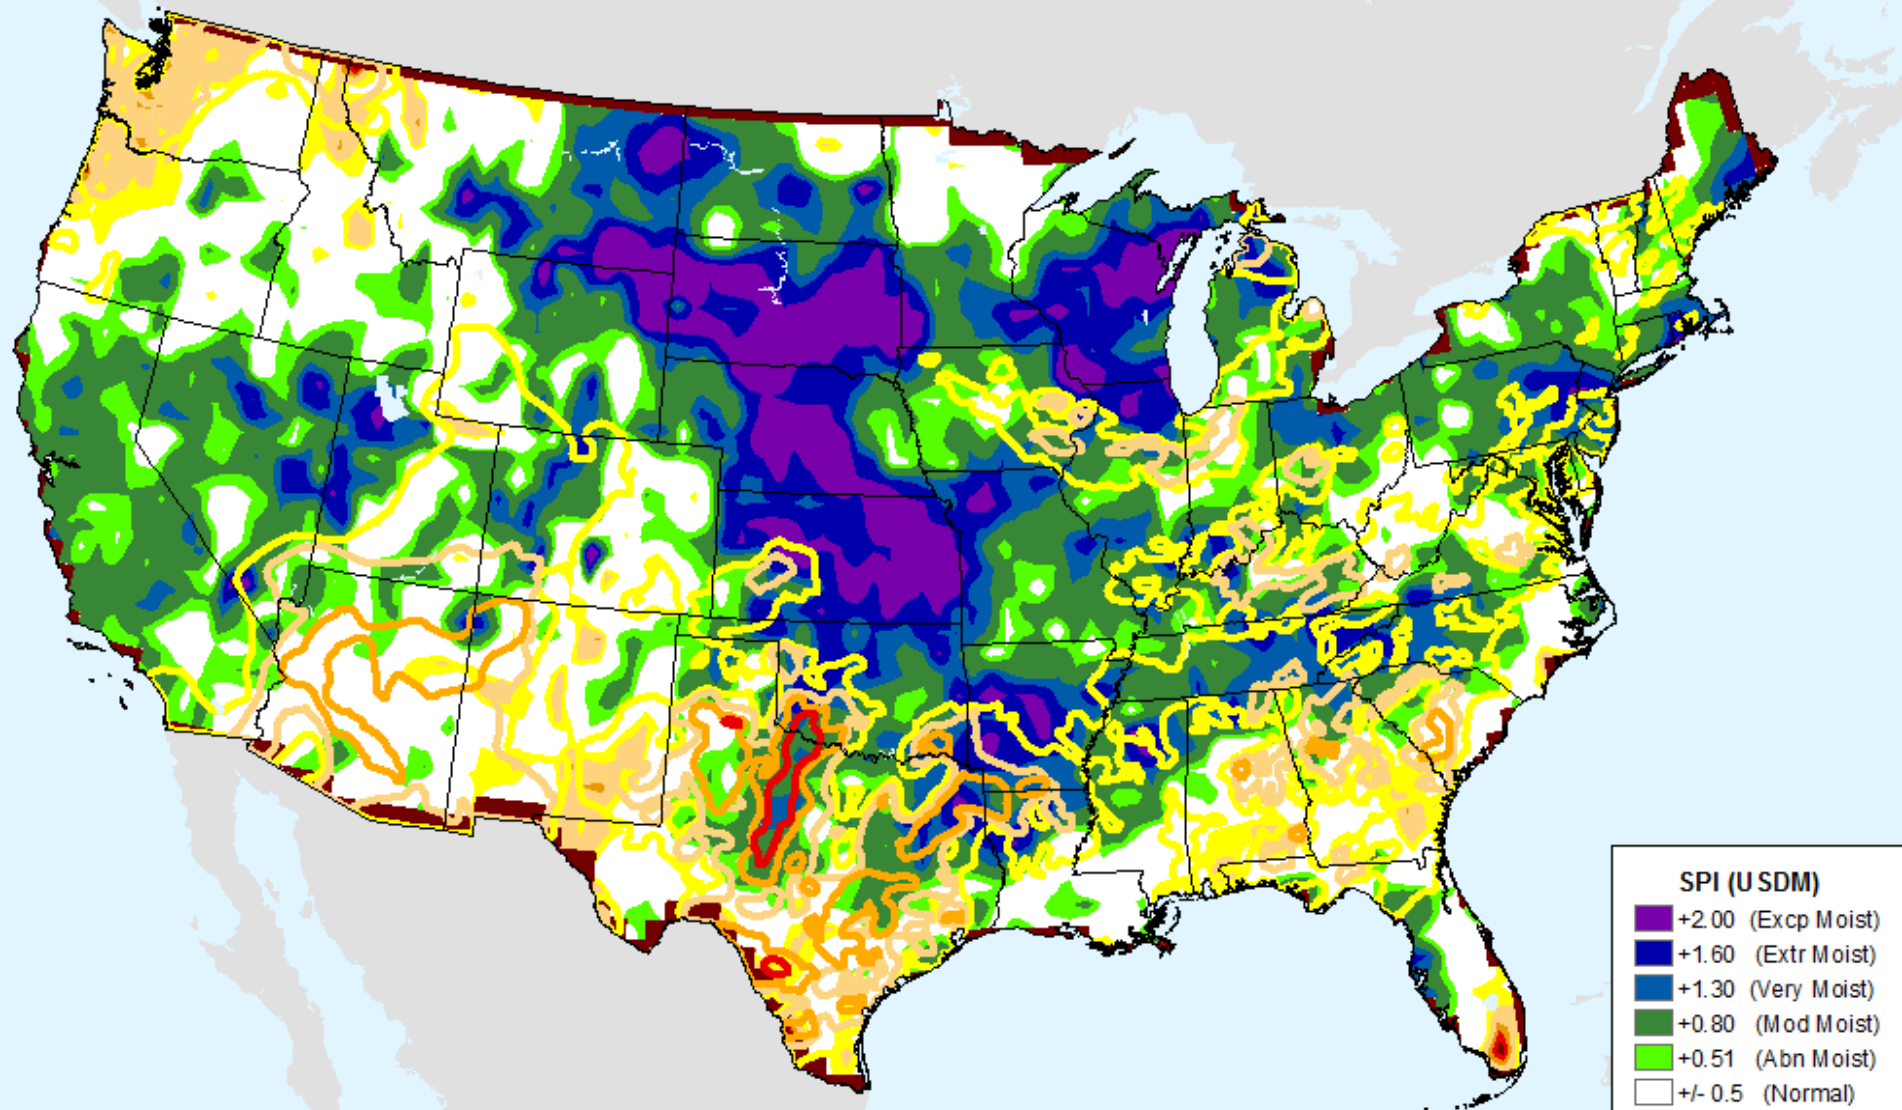 SPI (USDM)
+2.00 (Excp Moist)
+1.60 (Extr Moist)
+1.30 (Very Moist)
+0.80 (Mod Moist)
+0.51 (Abn Moist)
+/- 0.5 (Normal)